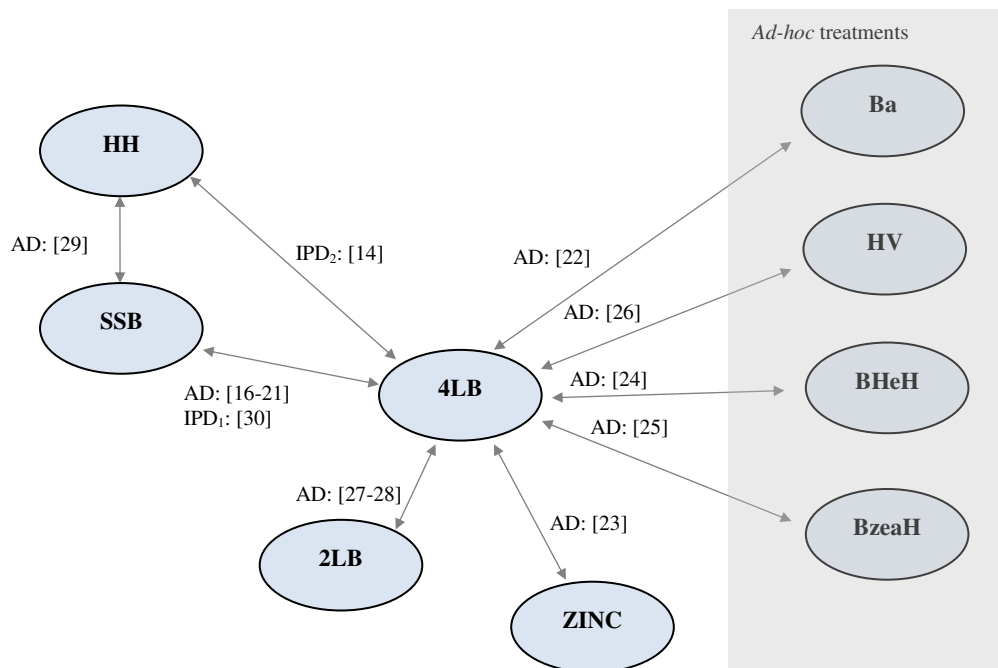 Ad-hoc treatments
Ba
HH
HV
AD: [29]
IPD₂: [14]
AD: [22]
AD: [26]
SSB
4LB
AD: [24]
BHeH
AD: [16-21]
IPD₁: [30]
AD: [25]
AD: [27-28]
AD: [23]
BzeaH
2LB
ZINC